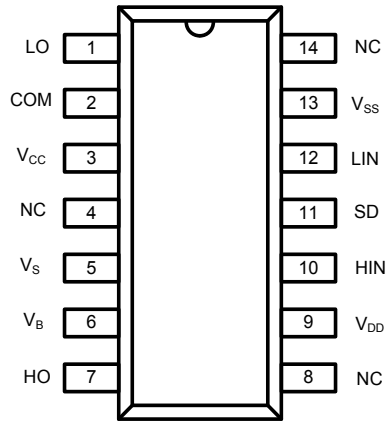 LO 1 14 NC
COM 2 13 VSS
VCC 3 12 LIN
NC 4 11 SD
VS 5 10 HIN
VB 6 9 VDD
HO 7 8 NC